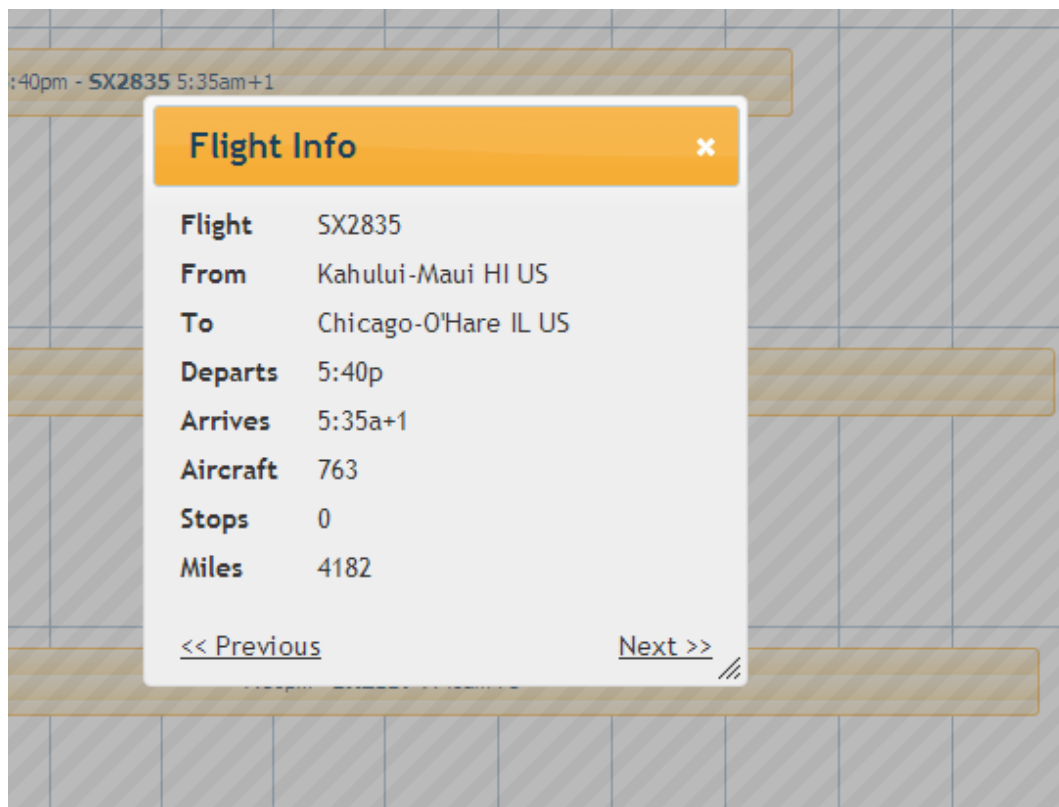 :40pm - SX2835 5:35am+1
Flight Info
Flight SX2835
From Kahului-Maui HI US
To Chicago-O'Hare IL US
Departs 5:40p
Arrives 5:35a+1
Aircraft 763
Stops 0
Miles 4182
<< Previous Next >>